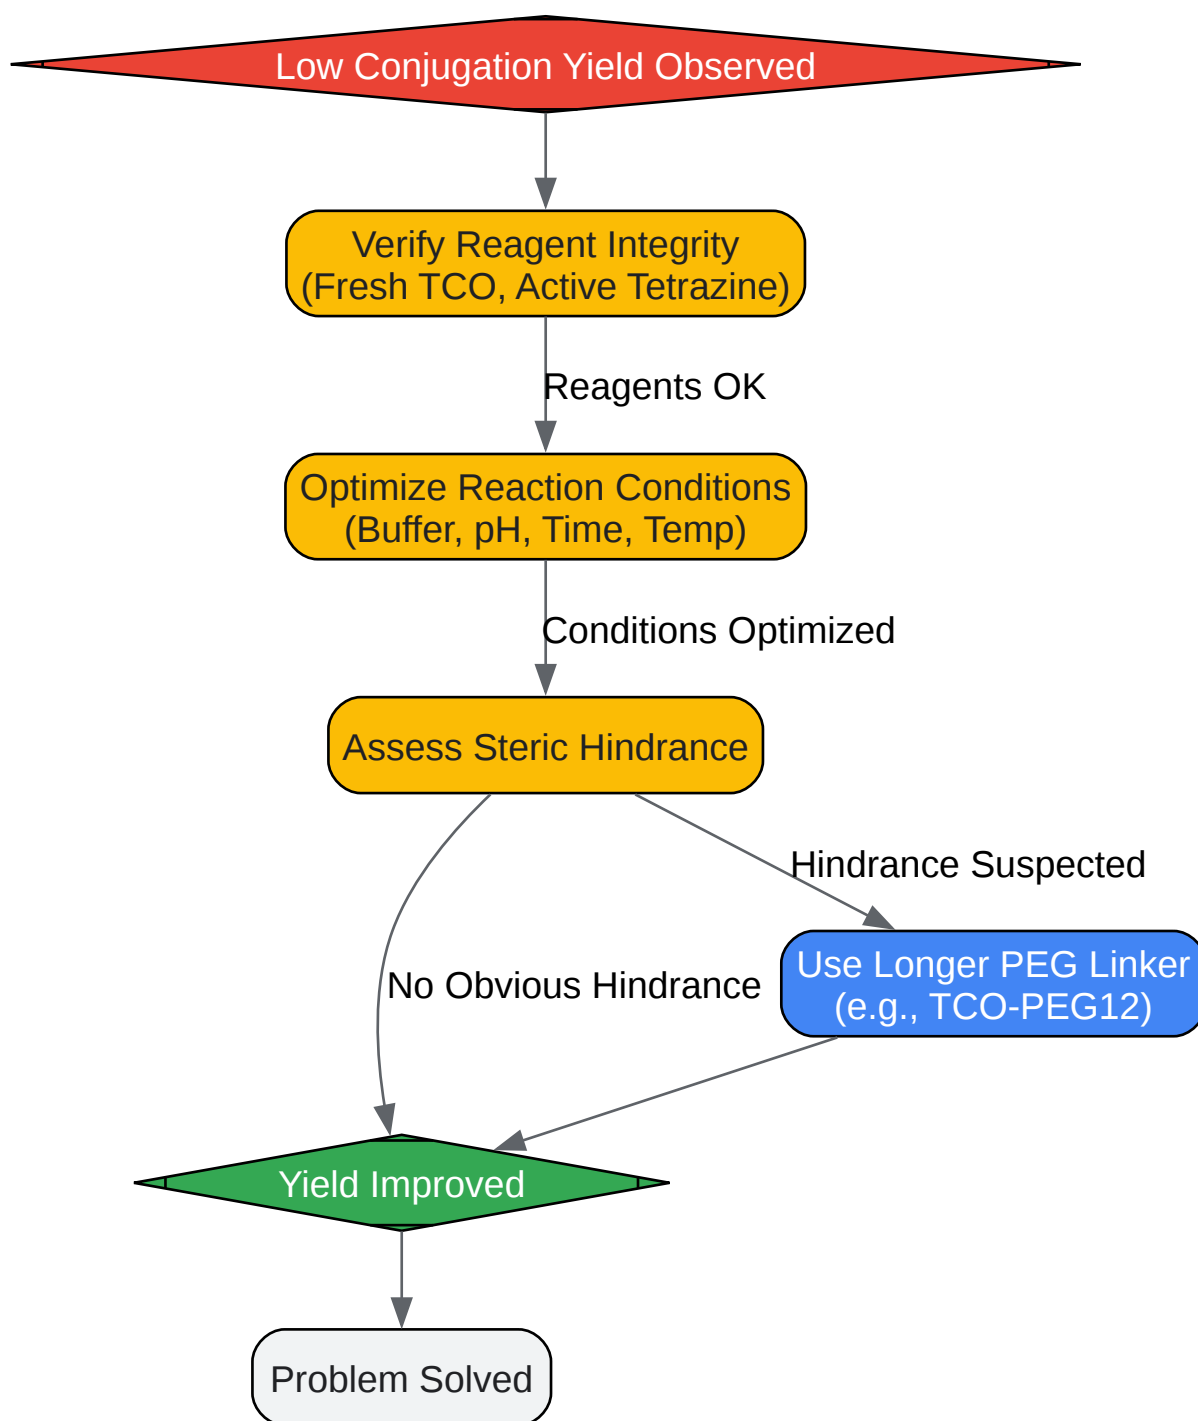 Low Conjugation Yield Observed
Verify Reagent Integrity
(Fresh TCO, Active Tetrazine)
Reagents OK
Optimize Reaction Conditions
(Buffer, pH, Time, Temp)
Conditions Optimized
Assess Steric Hindrance
Hindrance Suspected
Use Longer PEG Linker
(e.g., TCO-PEG12)
No Obvious Hindrance
Yield Improved
Problem Solved